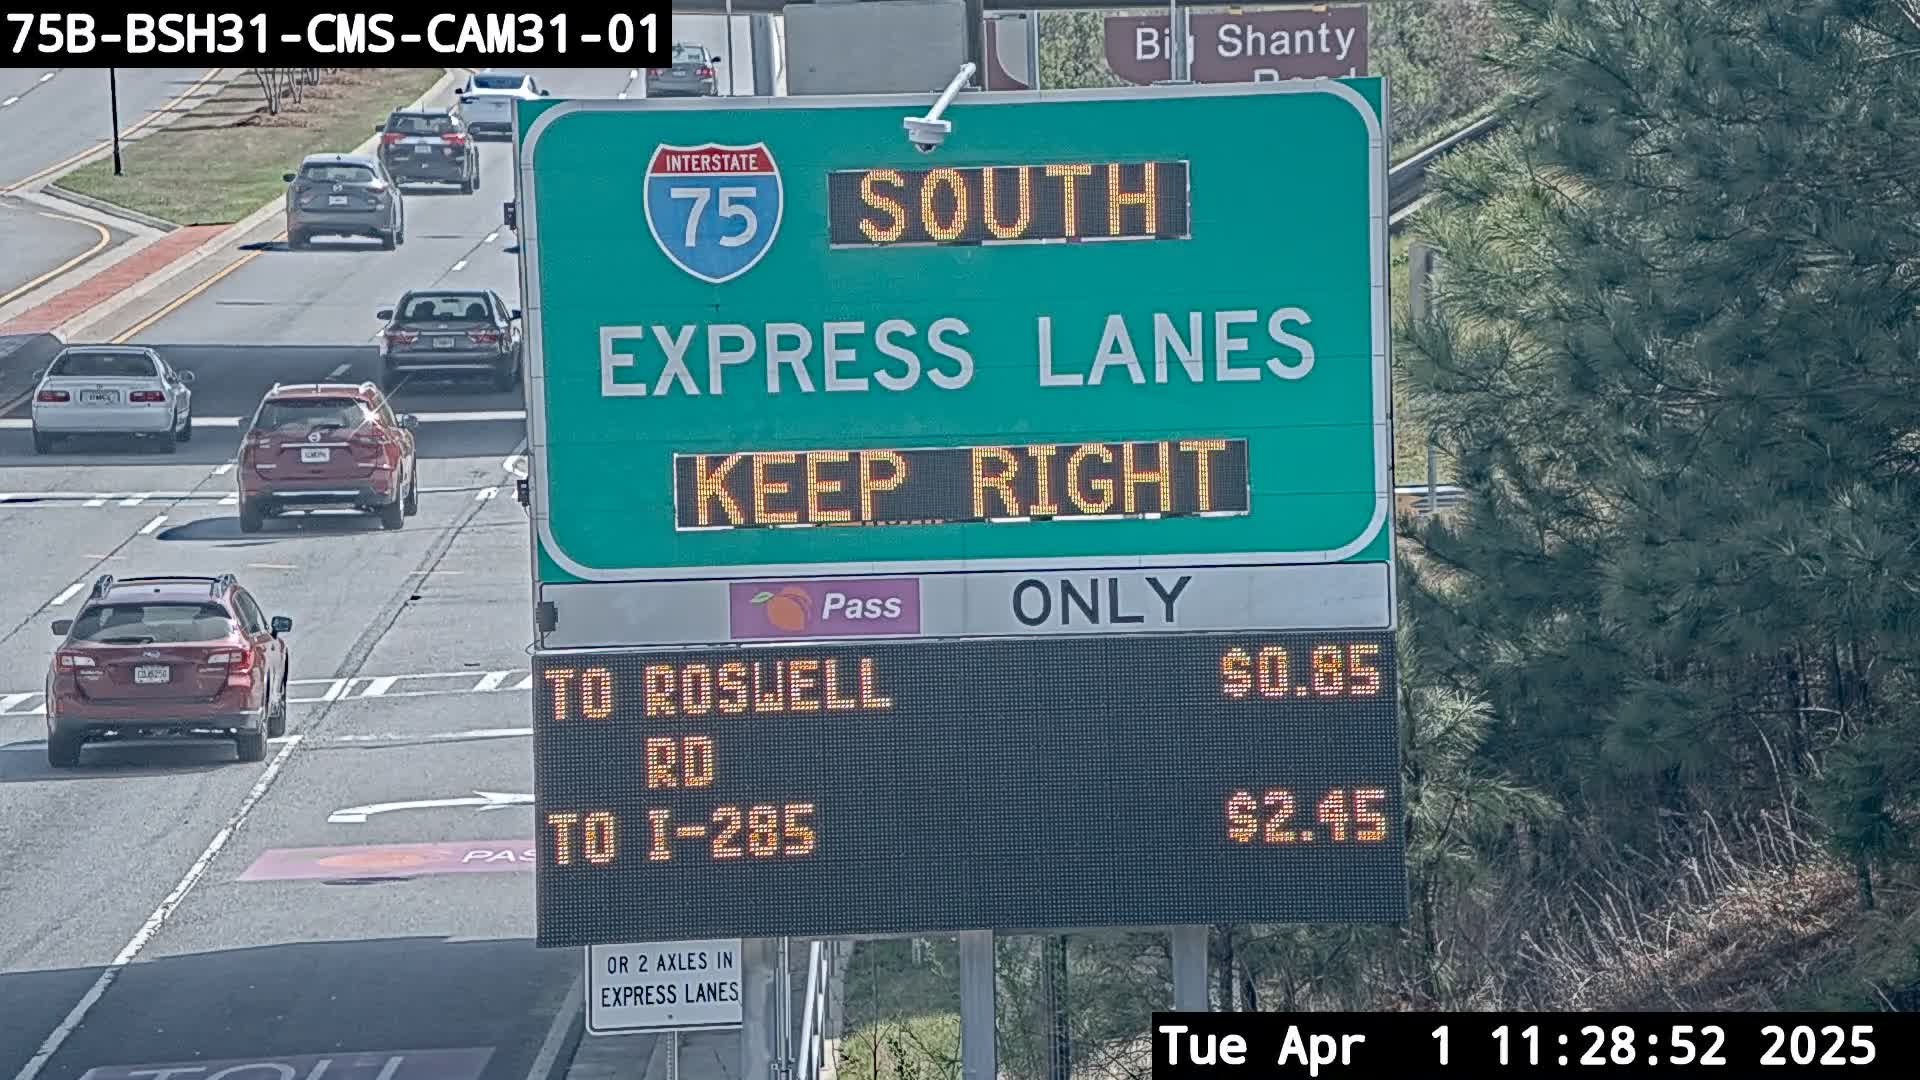 75B-BSH31-CMS-CAM31-01
Big Shanty
Road
INTERSTATE
75
SOUTH
EXPRESS LANES
KEEP RIGHT
Pass ONLY
TO ROSWELL $0.85
RD
TO I-285 $2.45
OR 2 AXLES IN
EXPRESS LANES
TOLL
Tue Apr 1 11:28:52 2025